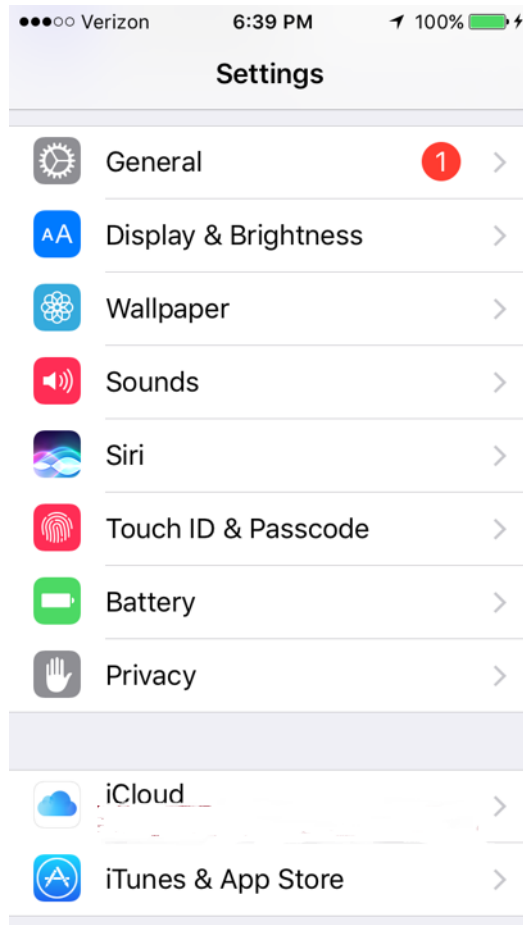 Verizon 6:39 PM 100%
Settings
General 1
AA Display & Brightness
Wallpaper
Sounds
Siri
Touch ID & Passcode
Battery
Privacy
iCloud
iTunes & App Store